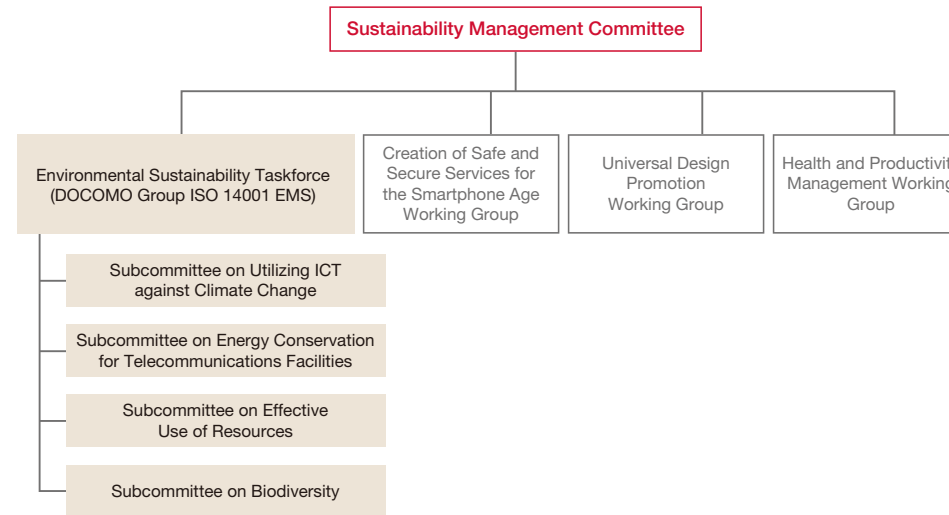 Sustainability Management Committee
Environmental Sustainability Taskforce
(DOCOMO Group ISO 14001 EMS)
Creation of Safe and
Secure Services for
the Smartphone Age
Working Group
Universal Design
Promotion
Working Group
Health and
Management Working
Group
Subcommittee on Utilizing ICT
against Climate Change
Subcommittee on Energy Conservation
for Telecommunications Facilities
Subcommittee on Effective
Use of Resources
Subcommittee on Biodiversity